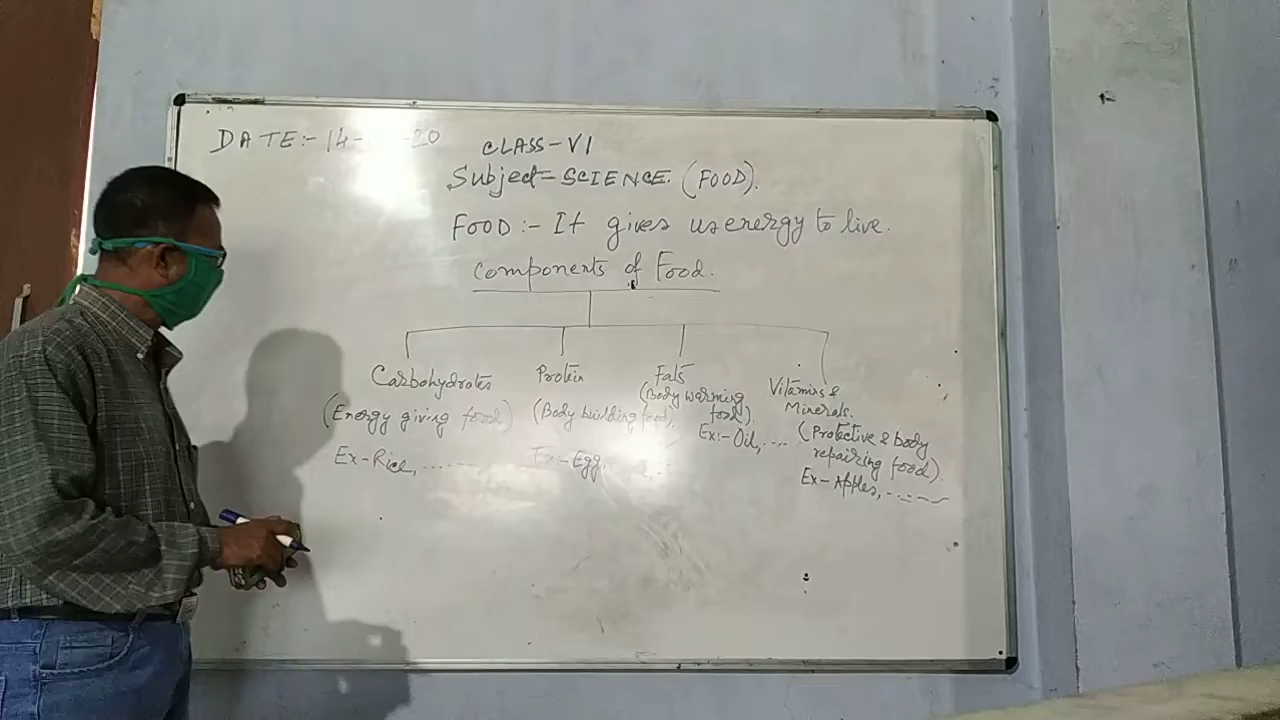 DATE:- 14- -20
CLASS-VI
Subject= SCIENCE. (FOOD).
FOOD :- It gives us energy to live.
Components of Food.
Carbohydrates
(Energy giving food)
Ex-Rice, ........
Protein
(Body building food,
Ex-Egg,
Fats
(Body warming
food).
Ex:-Oil, ....
Vitamins &
Minerals.
(Protective & body
repairing food).
Ex- Apples, -------